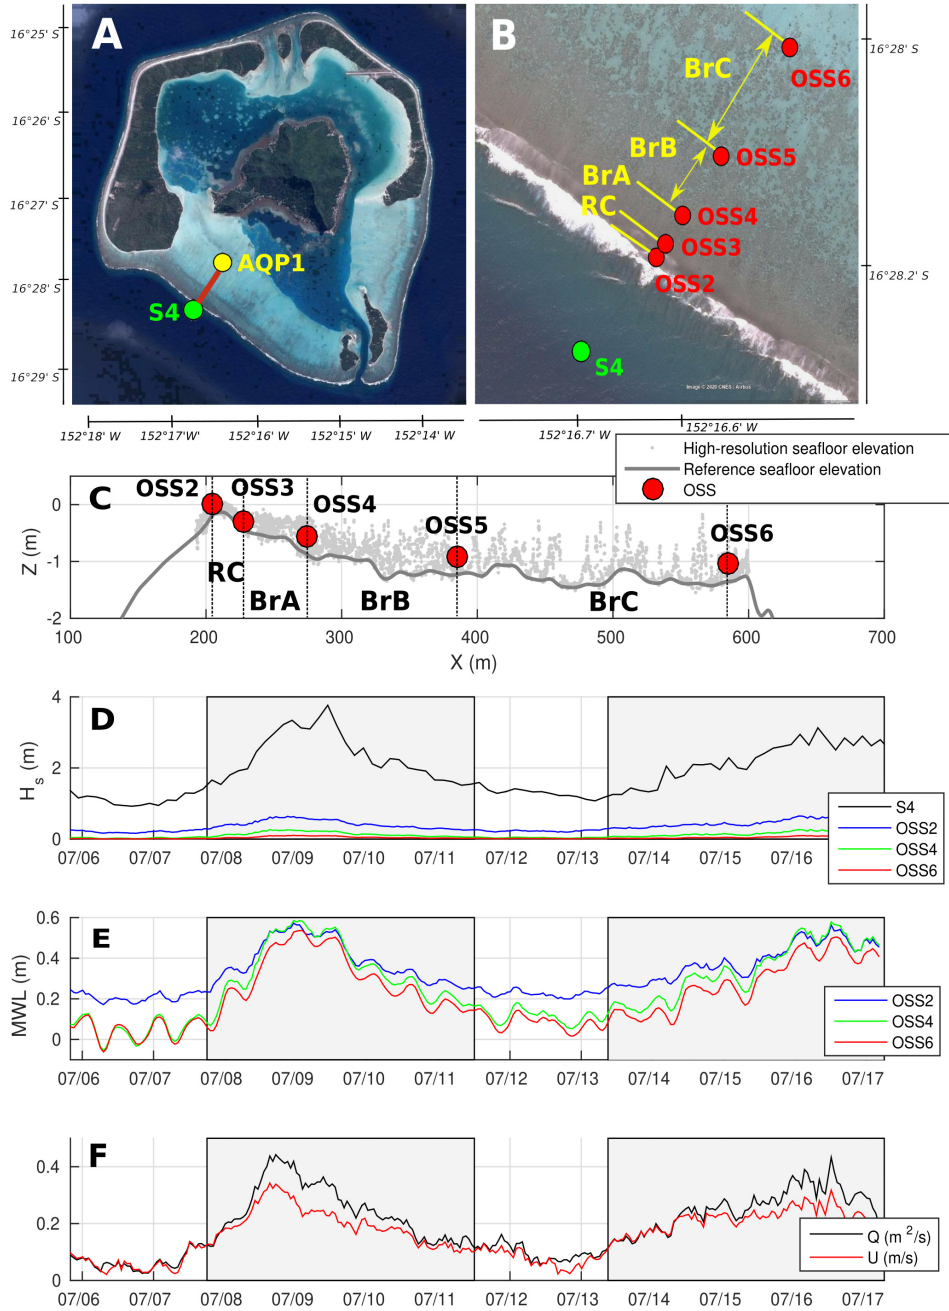 A
16°25' S
16°26' S
16°27' S
16°28' S
16°29' S
AQP1
S4
152°18' W
152°17' W
152°16' W
152°15' W
152°14' W
B
BrC
OSS6
BrB
OSS5
BrA
RC
OSS4
OSS3
OSS2
S4
Image © 2020 CNES / Airbus
16°28' S
16°28.2' S
152°16.7' W
152°16.6' W
High-resolution seafloor elevation
Reference seafloor elevation
OSS
C
OSS2
OSS3
OSS4
OSS5
OSS6
RC
BrA
BrB
BrC
Z (m)
0
-1
-2
100
200
300
400
500
600
700
X (m)
D
H s (m)
4
2
0
07/06
07/07
07/08
07/09
07/10
07/11
07/12
07/13
07/14
07/15
07/16
S4
OSS2
OSS4
OSS6
E
MWL (m)
0.6
0.4
0.2
0
07/06
07/07
07/08
07/09
07/10
07/11
07/12
07/13
07/14
07/15
07/16
07/17
OSS2
OSS4
OSS6
F
0.4
0.2
0
07/06
07/07
07/08
07/09
07/10
07/11
07/12
07/13
07/14
07/15
07/16
07/17
Q (m 2/s)
U (m/s)